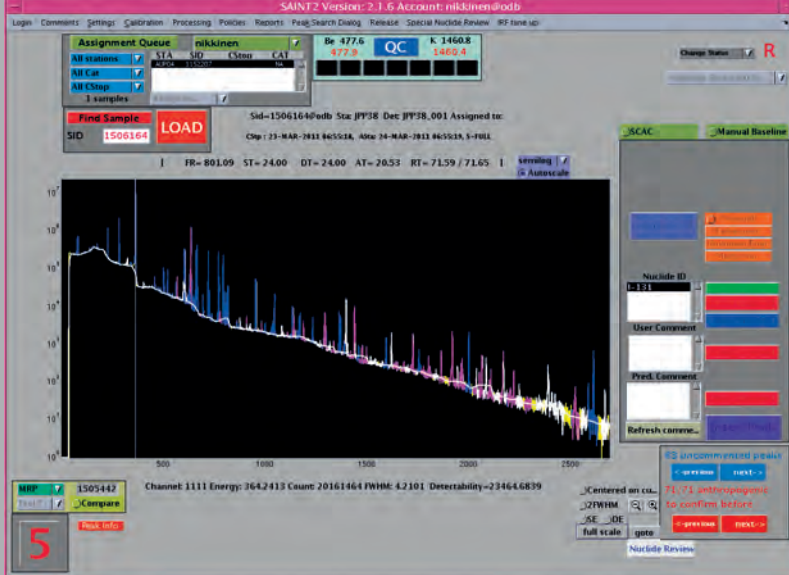 SAINT2 Version: 2.1.6 Account: nikkinen@odb
Login Comments Settings Calibration Processing Policies Reports Peak Search Dialog Release Special Nuclide Review RF tune up
Assignment Queue nikkinen
STA SID CStop CAT
All stations
All Cat
All CStop
1 samples
Be 477.6 QC K 1460.8
477.9 1460.4
Change Status R
Find Sample
SID 1506164 LOAD
Sid=1506164@odb Sta: JPP38 Det: JPP38_001 Assigned to:
CStp : 23-MAR-2011 06:55:18, ASta: 24-MAR-2011 06:55:19, S-FULL
[ FR= 801.09 ST= 24.00 DT= 24.00 AT= 20.53 RT= 71.59 / 71.65 ]
semilog
Autoscale
SCAC Manual Baseline
Nuclide ID
I-131
User Comment
Pred. Comment
Refresh comme...
500 1000 1500 2000 2500
MRP 1505442
Compare
Channel: 1111 Energy: 364.2413 Count: 20161464 FWHM: 4.2101 Detectability=23464.6839
Peak Info
5
Centered on cu...
2FWHM
SE DE
full scale goto
Nuclide Review
uncommented peaks
<-previous next->
to confirm before
<-previous next->